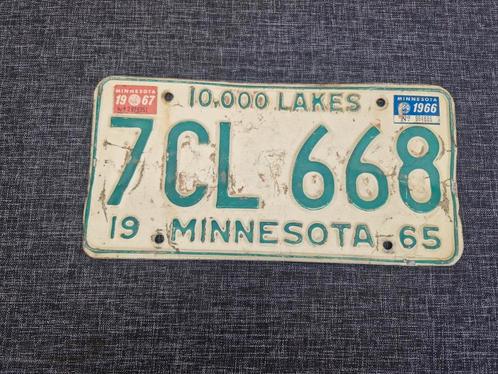 MINNESOTA
1967
10,000 LAKES
MINNESOTA
1966
7CL 668
19 MINNESOTA 65